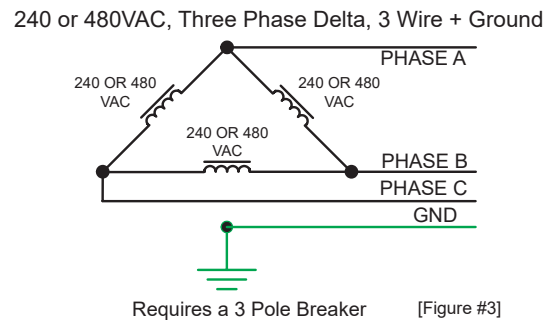 240 or 480VAC, Three Phase Delta, 3 Wire + Ground
PHASE A
240 OR 480
VAC
240 OR 480
VAC
240 OR 480
VAC
PHASE B
PHASE C
GND
Requires a 3 Pole Breaker
[Figure #3]